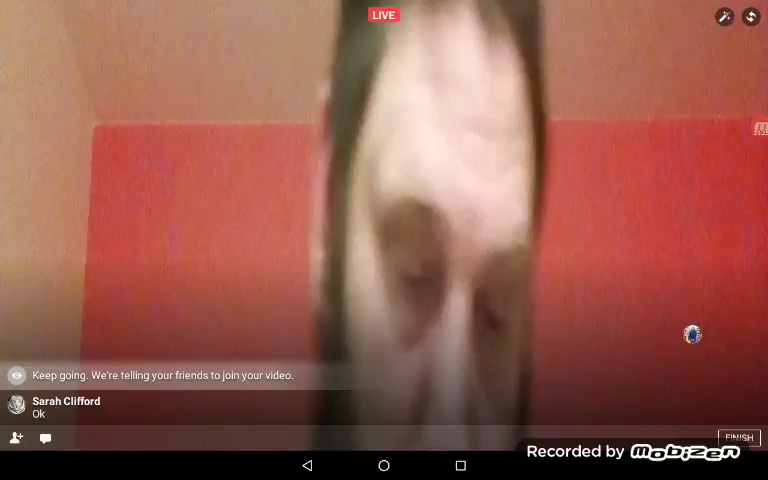 LIVE
Keep going. We're telling your friends to join your video.
Sarah Clifford
Ok
FINISH
Recorded by mobizen